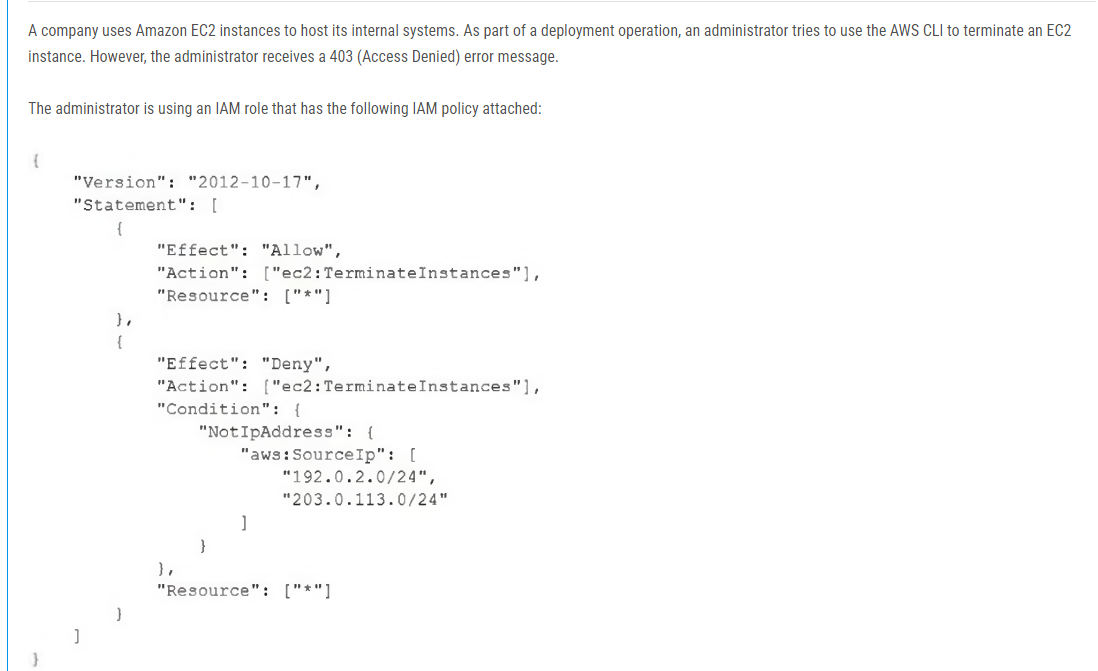 A company uses Amazon EC2 instances to host its internal systems. As part of a deployment operation, an administrator tries to use the AWS CLI to terminate an EC2
instance. However, the administrator receives a 403 (Access Denied) error message.
The administrator is using an IAM role that has the following IAM policy attached:
{
    "Version": "2012-10-17",
    "Statement": [
        {
            "Effect": "Allow",
            "Action": ["ec2:TerminateInstances"],
            "Resource": ["*"]
        },
        {
            "Effect": "Deny",
            "Action": ["ec2:TerminateInstances"],
            "Condition": {
                "NotIpAddress": {
                    "aws:SourceIp": [
                        "192.0.2.0/24",
                        "203.0.113.0/24"
                    ]
                }
            },
            "Resource": ["*"]
        }
    ]
}